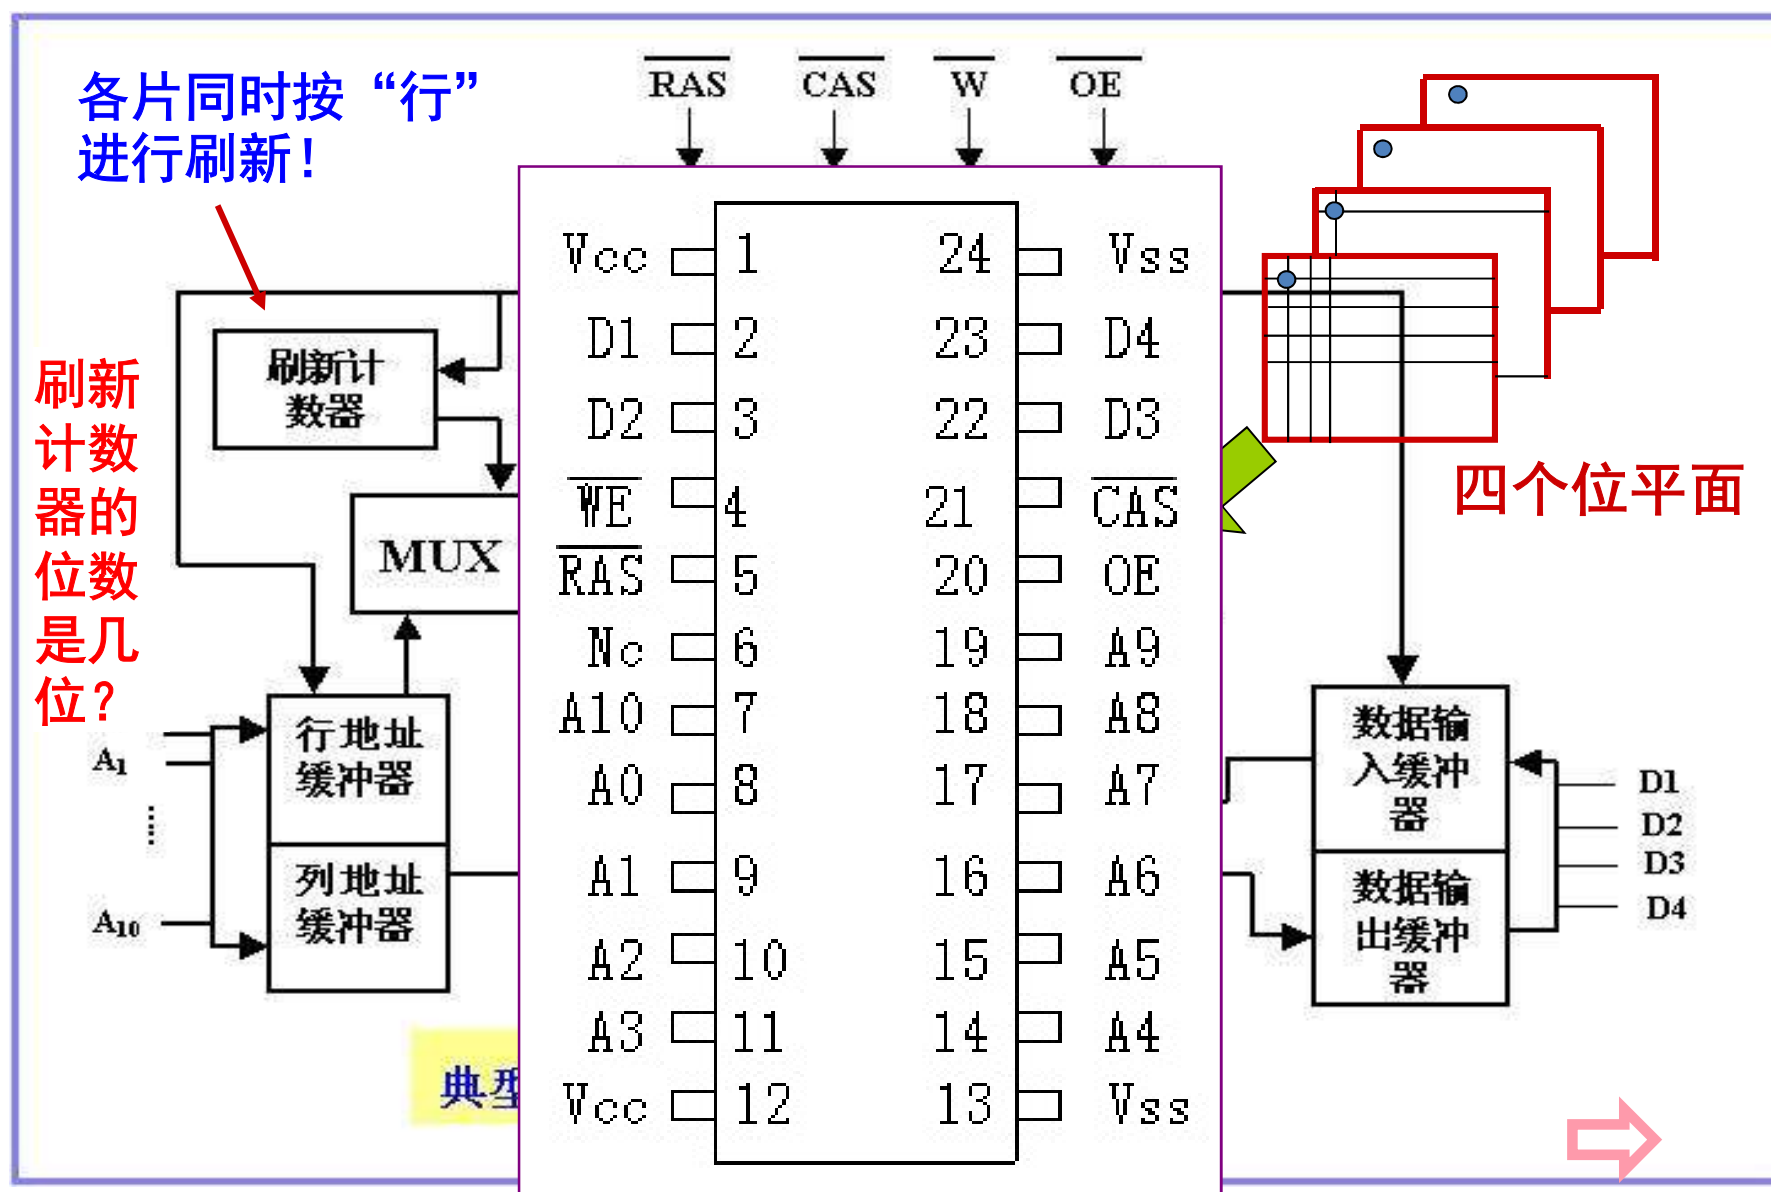 各片同时按“行”
进行刷新！
RAS CAS W OE
刷新计
数器
刷新
计数
器的
位数
是几
位？
MUX
行地址
缓冲器
列地址
缓冲器
A1
A10
Vcc 1 24 Vss
D1 2 23 D4
D2 3 22 D3
WE 4 21 CAS
RAS 5 20 OE
Nc 6 19 A9
A10 7 18 A8
A0 8 17 A7
A1 9 16 A6
A2 10 15 A5
A3 11 14 A4
Vcc 12 13 Vss
四个位平面
数据输
入缓冲
器
数据输
出缓冲
器
D1
D2
D3
D4
典型